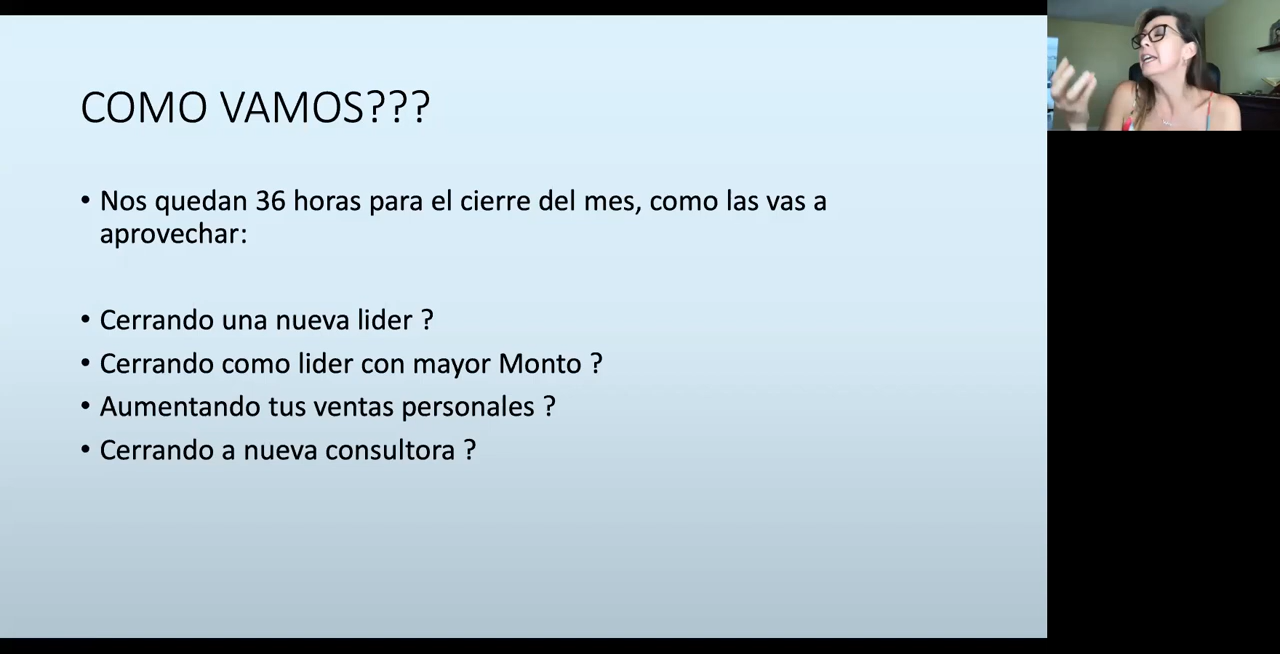 COMO VAMOS???
• Nos quedan 36 horas para el cierre del mes, como las vas a
aprovechar:
• Cerrando una nueva lider ?
• Cerrando como lider con mayor Monto ?
• Aumentando tus ventas personales ?
• Cerrando a nueva consultora ?